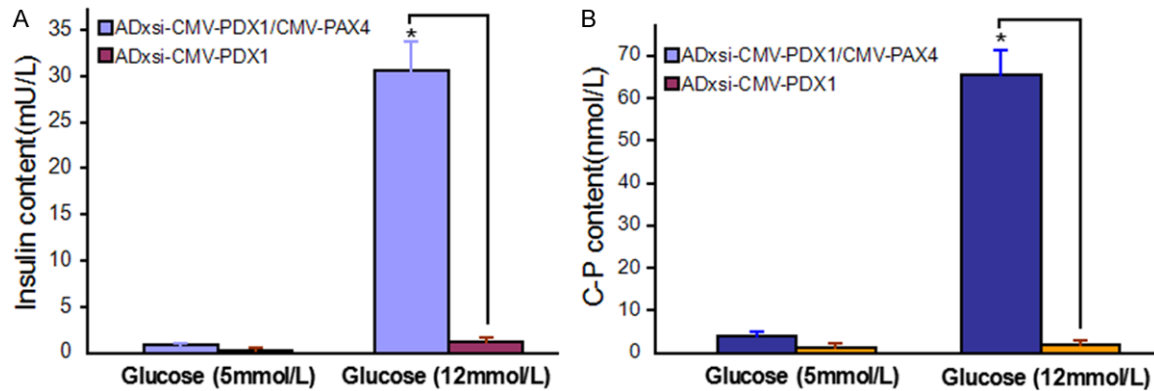 A
Insulin content(mU/L)
35
30
25
20
15
10
5
0
ADxsi-CMV-PDX1/CMV-PAX4
ADxsi-CMV-PDX1
*
Glucose (5mmol/L)
Glucose (12mmol/L)
B
C-P content(nmol/L)
70
60
50
40
30
20
10
0
ADxsi-CMV-PDX1/CMV-PAX4
ADxsi-CMV-PDX1
*
Glucose (5mmol/L)
Glucose (12mmol/L)